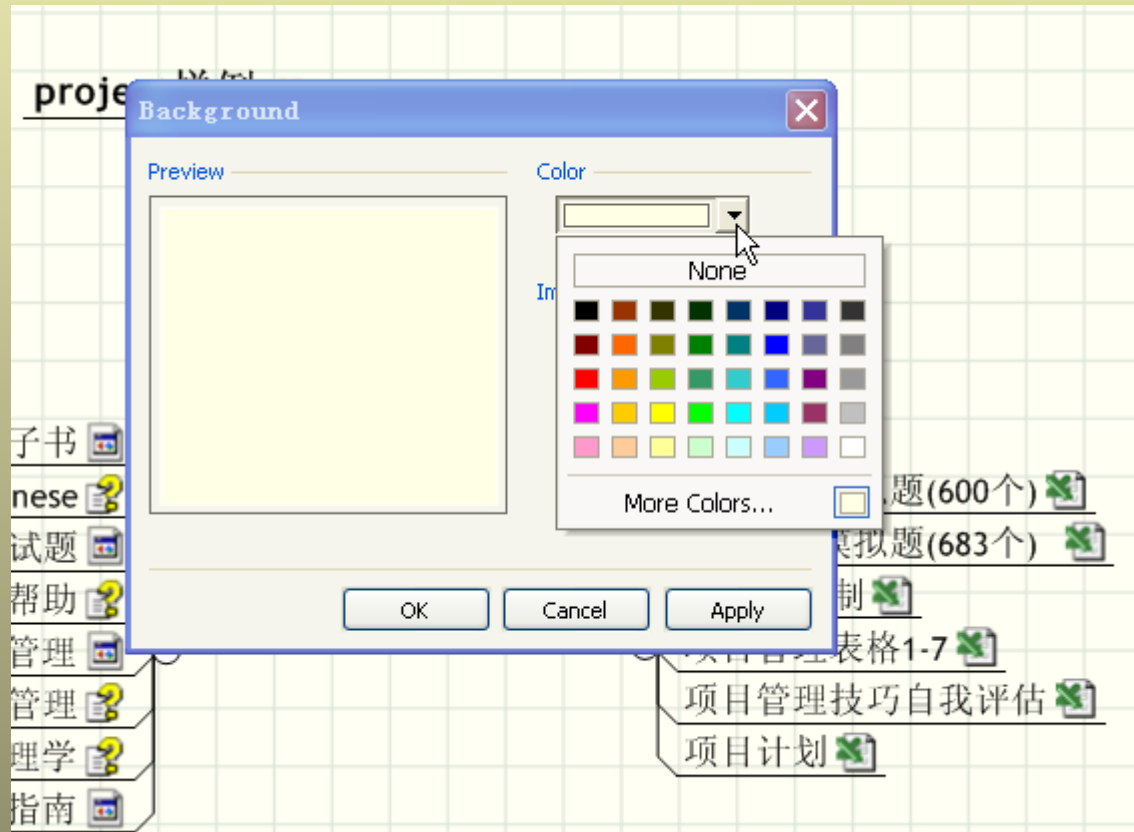 proje
Background
Preview
Color
None
More Colors...
OK
Cancel
Apply
子书
nese
试题
帮助
管理
管理
理学
指南
题(600个)
模拟题(683个)
制
项目管理表格1-7
项目管理技巧自我评估
项目计划